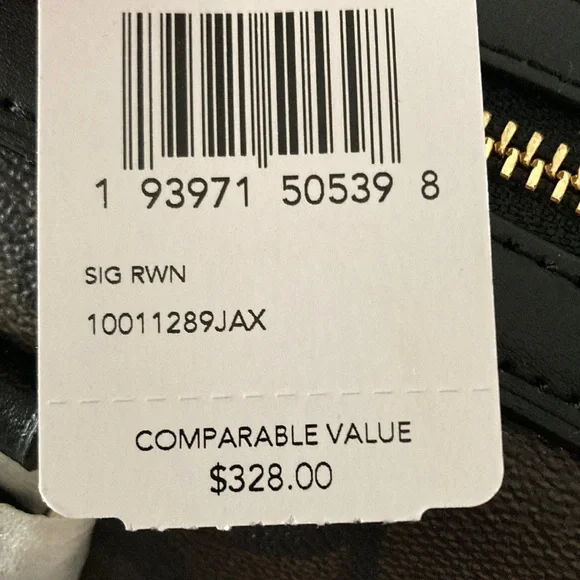 1 93971 50539 8
SIG RWN
10011289JAX
COMPARABLE VALUE
$328.00